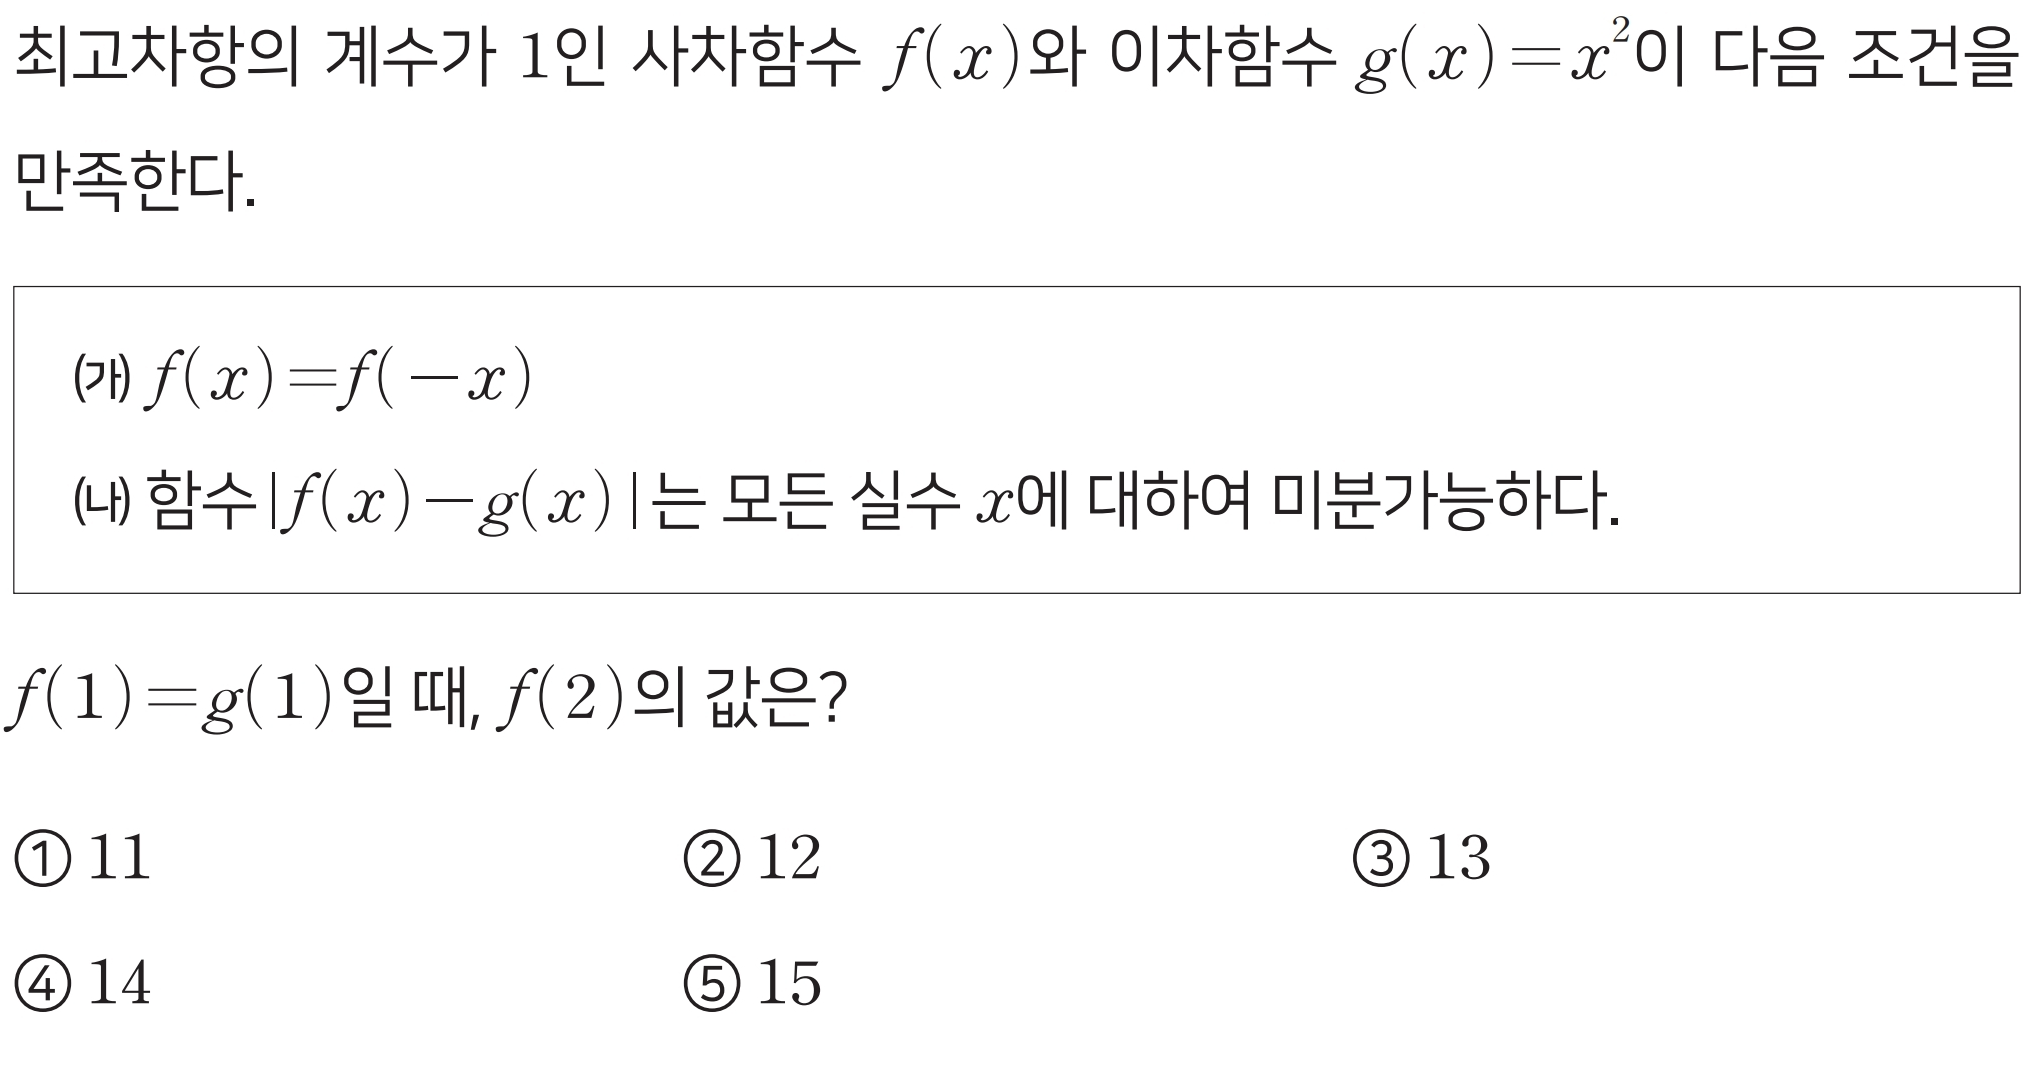 최고차항의 계수가 1인 사차함수 $f(x)$와 이차함수 $g(x)=x^2$이 다음 조건을
만족한다.
㈎ $f(x)=f(-x)$
㈏ 함수 $|f(x)-g(x)|$는 모든 실수 $x$에 대하여 미분가능하다.
$f(1)=g(1)$일 때, $f(2)$의 값은?
① 11 ② 12 ③ 13
④ 14 ⑤ 15